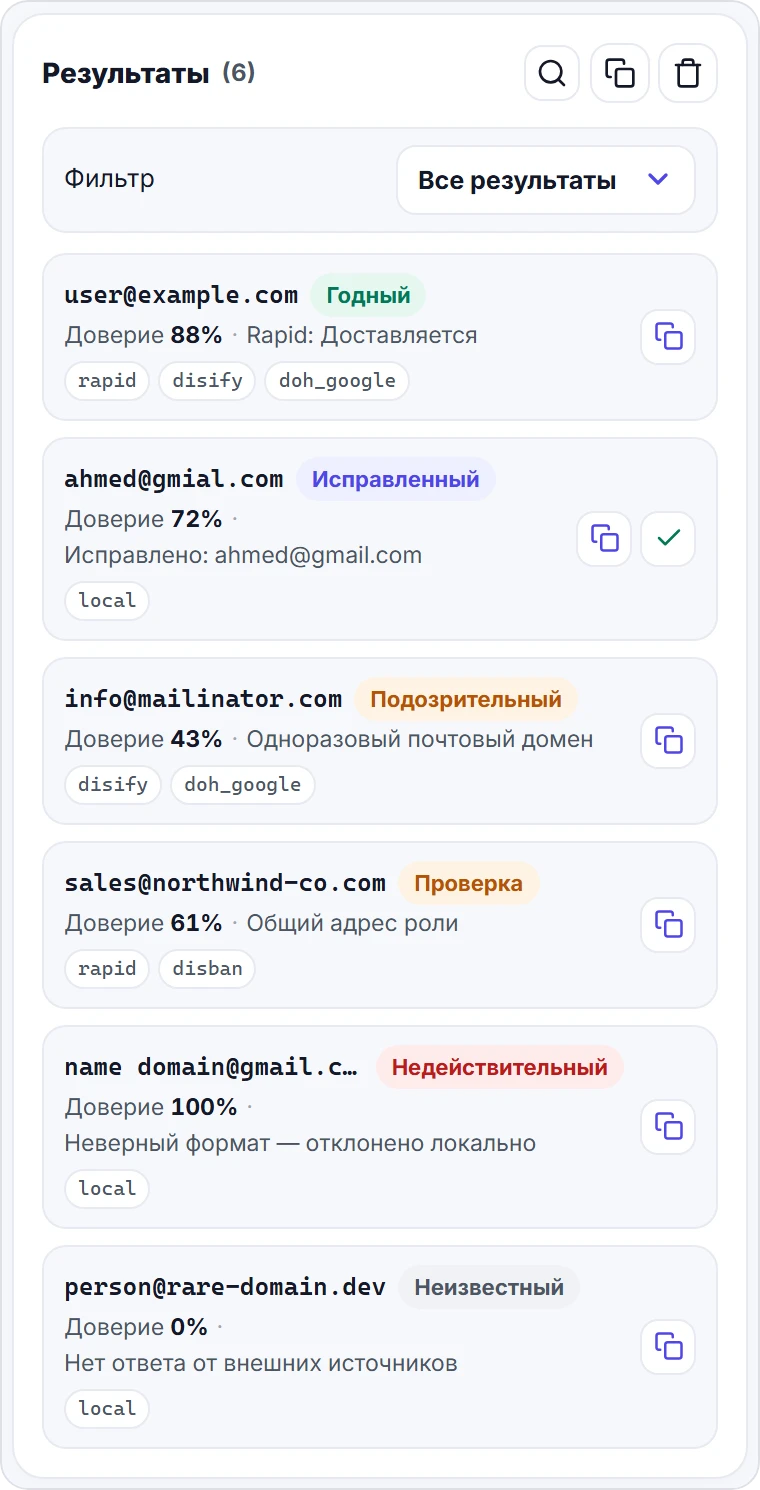 Результаты (6)
Фильтр
Все результаты
user@example.com Годный
Доверие 88% · Rapid: Доставляется
rapid disify doh_google
ahmed@gmial.com Исправленный
Доверие 72% ·
Исправлено: ahmed@gmail.com
local
info@mailinator.com Подозрительный
Доверие 43% · Одноразовый почтовый домен
disify doh_google
sales@northwind-co.com Проверка
Доверие 61% · Общий адрес роли
rapid disban
name domain@gmail.c… Недействительный
Доверие 100% ·
Неверный формат — отклонено локально
local
person@rare-domain.dev Неизвестный
Доверие 0% ·
Нет ответа от внешних источников
local